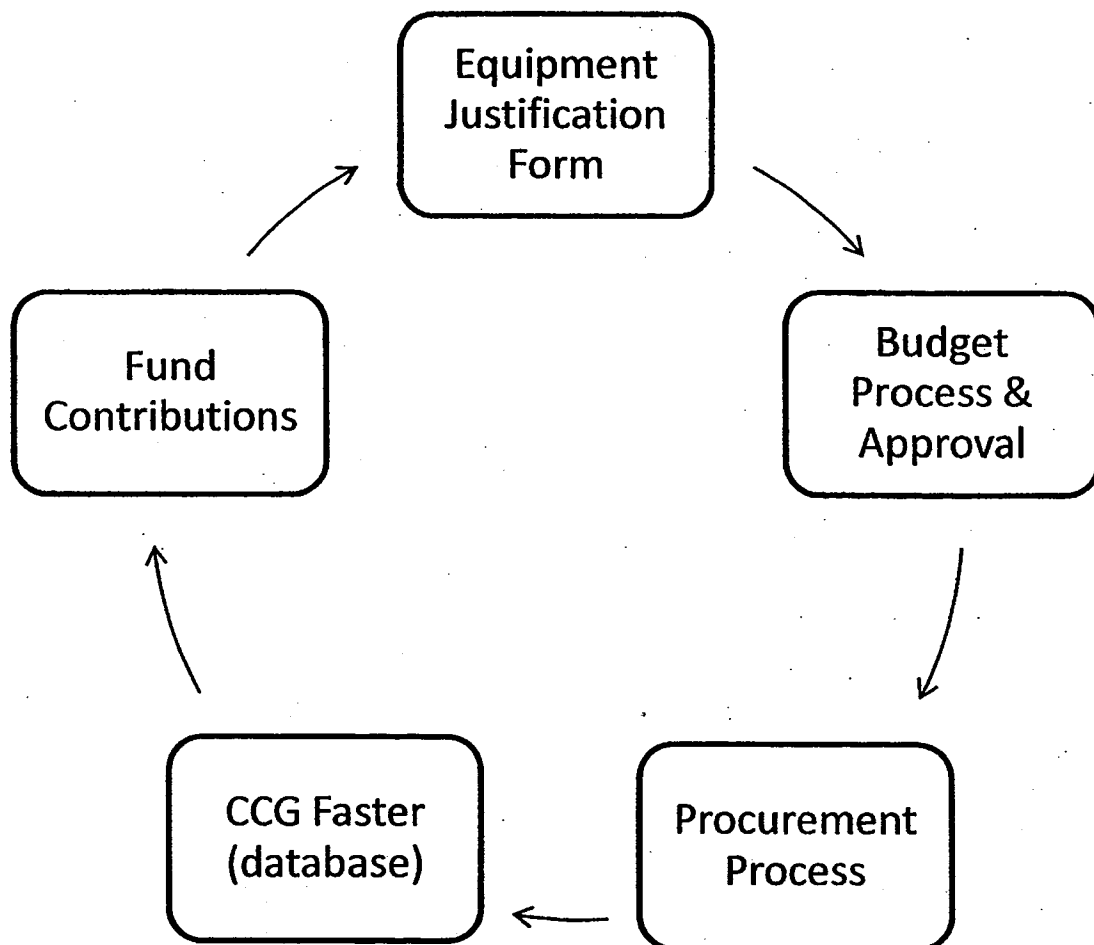 Equipment
Justification
Form
Budget
Process &
Approval
Procurement
Process
CCG Faster
(database)
Fund
Contributions